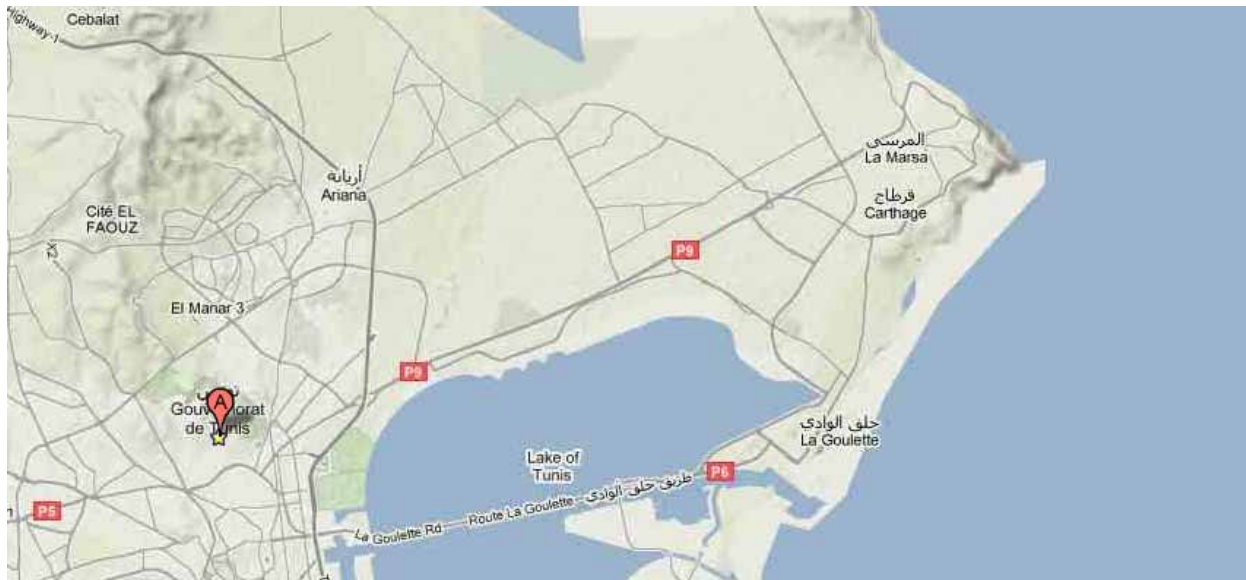 Cebalat
Highway-1
أريانة
Ariana
المرسى
La Marsa
قرطاج
Carthage
Cité EL
FAOUZ
P9
El Manar 3
P9
A
de Tunis
حلق الوادي
La Goulette
Lake of
Tunis
P6
P5
La Goulette Rd - Route La Goulette - طريق حلق الوادي